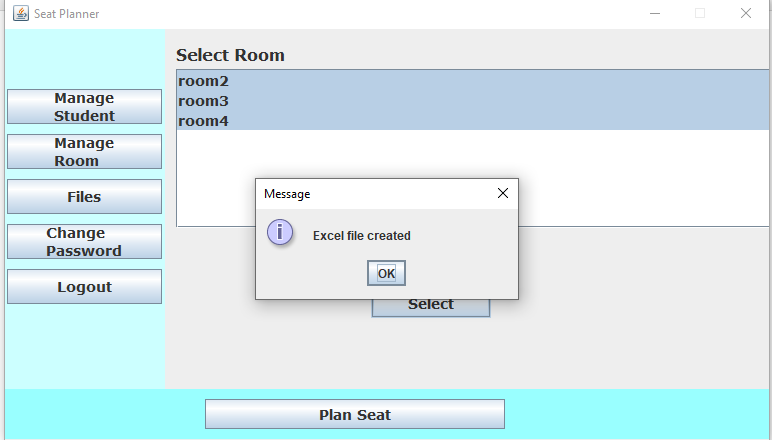 Seat Planner
Select Room
room2
room3
room4
Manage
Student
Manage
Room
Files
Change
Password
Logout
Message
i
Excel file created
OK
Select
Plan Seat